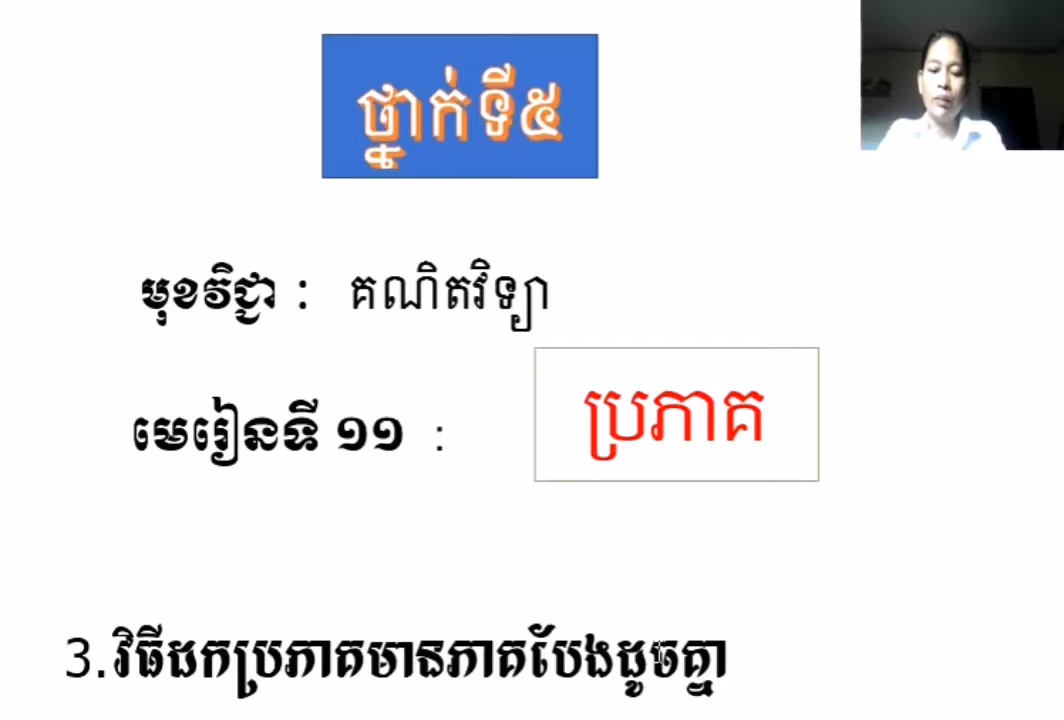 ថ្នាក់ទី៥
មុខវិជ្ជា : គណិតវិទ្យា
មេរៀនទី ១១ : ប្រភាគ
3.វិធីដកប្រភាគមានភាគបែងដូចគ្នា